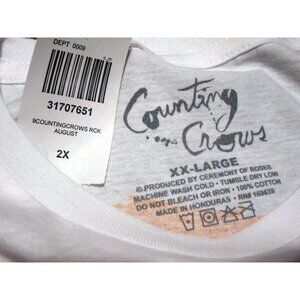 DEPT 0009
31707651
9COUNTINGCROWS RCK
AUGUST
2X
Counting
Crows
XX-LARGE
© PRODUCED BY CEREMONY OF ROSES
MACHINE WASH COLD • TUMBLE DRY LOW
DO NOT BLEACH OR IRON • 100% COTTON
MADE IN HONDURAS • RN# 169639